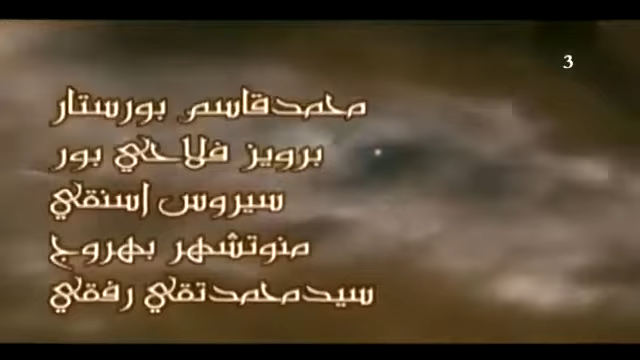 3
محمدقاسم بورستار
برويز فلاحي بور
سيروس اسنقي
منوتشهر بهروج
سيدمحمدتقي رفقي